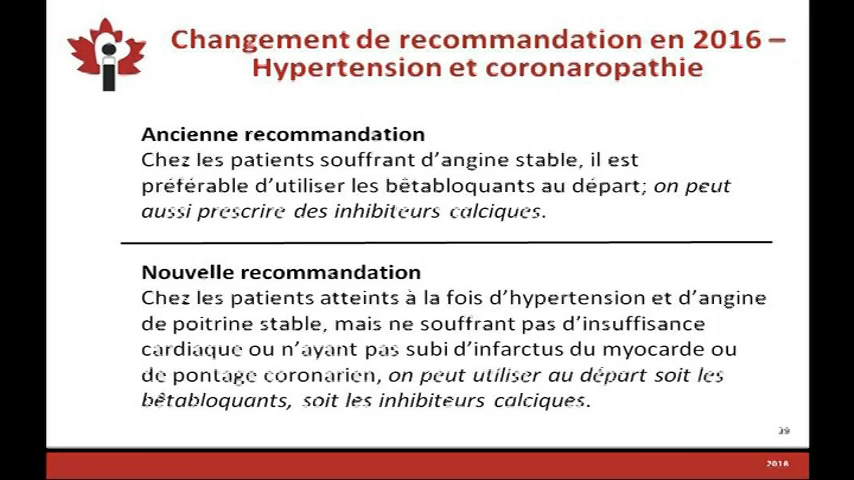 Changement de recommandation en 2016 –
Hypertension et coronaropathie
Ancienne recommandation
Chez les patients souffrant d'angine stable, il est
préférable d'utiliser les bêtabloquants au départ; on peut
aussi prescrire des inhibiteurs calciques.
Nouvelle recommandation
Chez les patients atteints à la fois d'hypertension et d'angine
de poitrine stable, mais ne souffrant pas d'insuffisance
cardiaque ou n'ayant pas subi d'infarctus du myocarde ou
de pontage coronarien, on peut utiliser au départ soit les
bêtabloquants, soit les inhibiteurs calciques.
2016